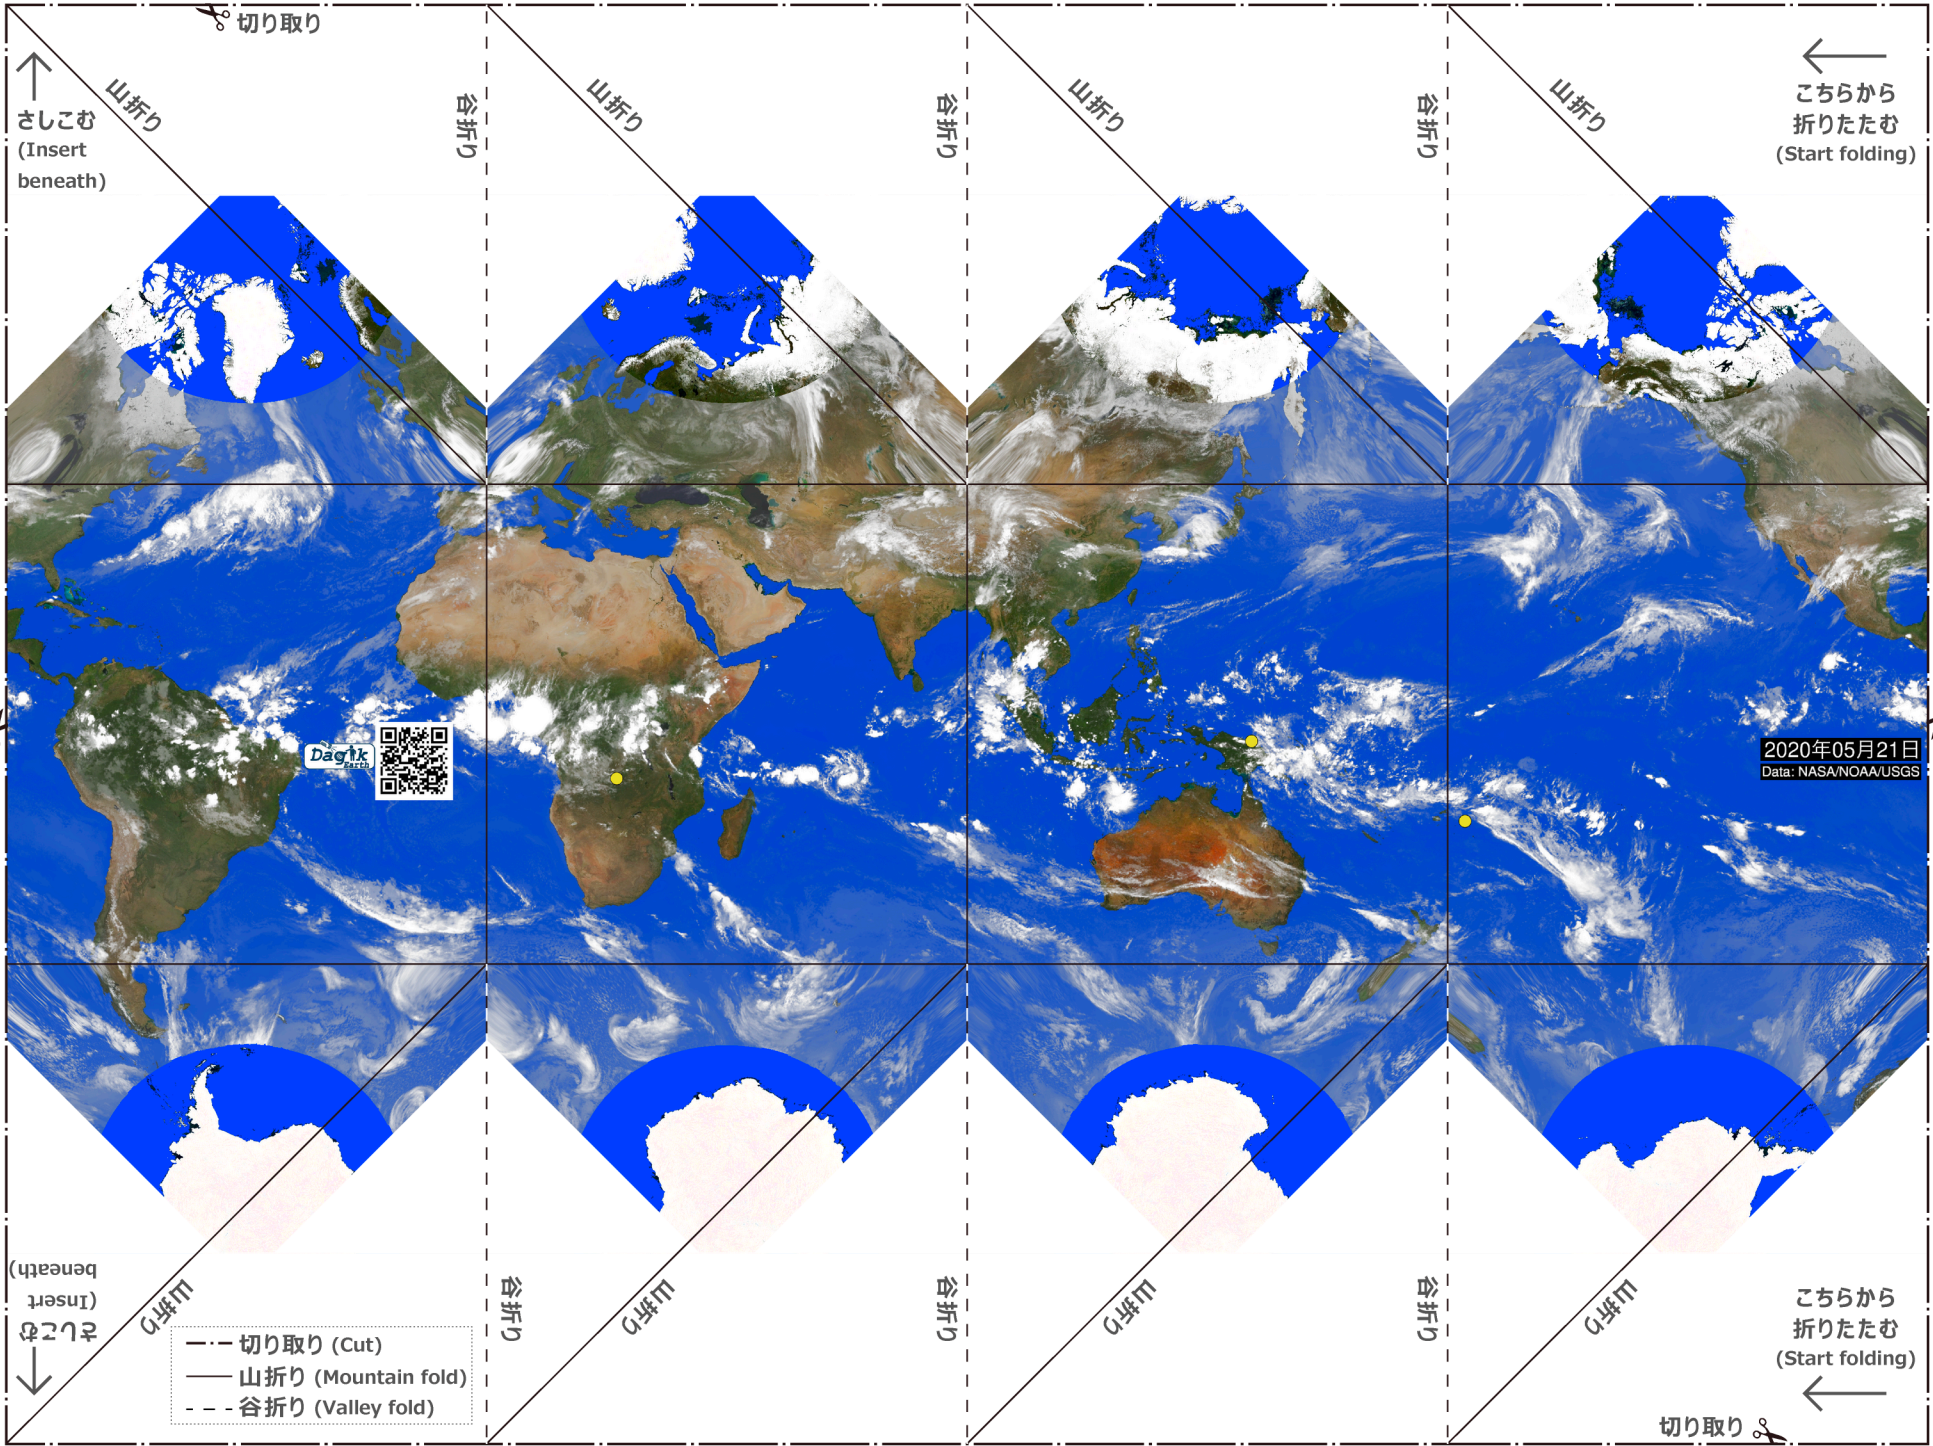 切り取り
山折り
谷折り
山折り
谷折り
山折り
谷折り
山折り
さしこむ
(Insert
beneath)
こちらから
折りたたむ
(Start folding)
Dagik
Earth
2020年05月21日
Data: NASA/NOAA/USGS
さしこむ
(Insert
beneath)
山折り
谷折り
山折り
谷折り
山折り
谷折り
山折り
こちらから
折りたたむ
(Start folding)
切り取り (Cut)
山折り (Mountain fold)
谷折り (Valley fold)
切り取り